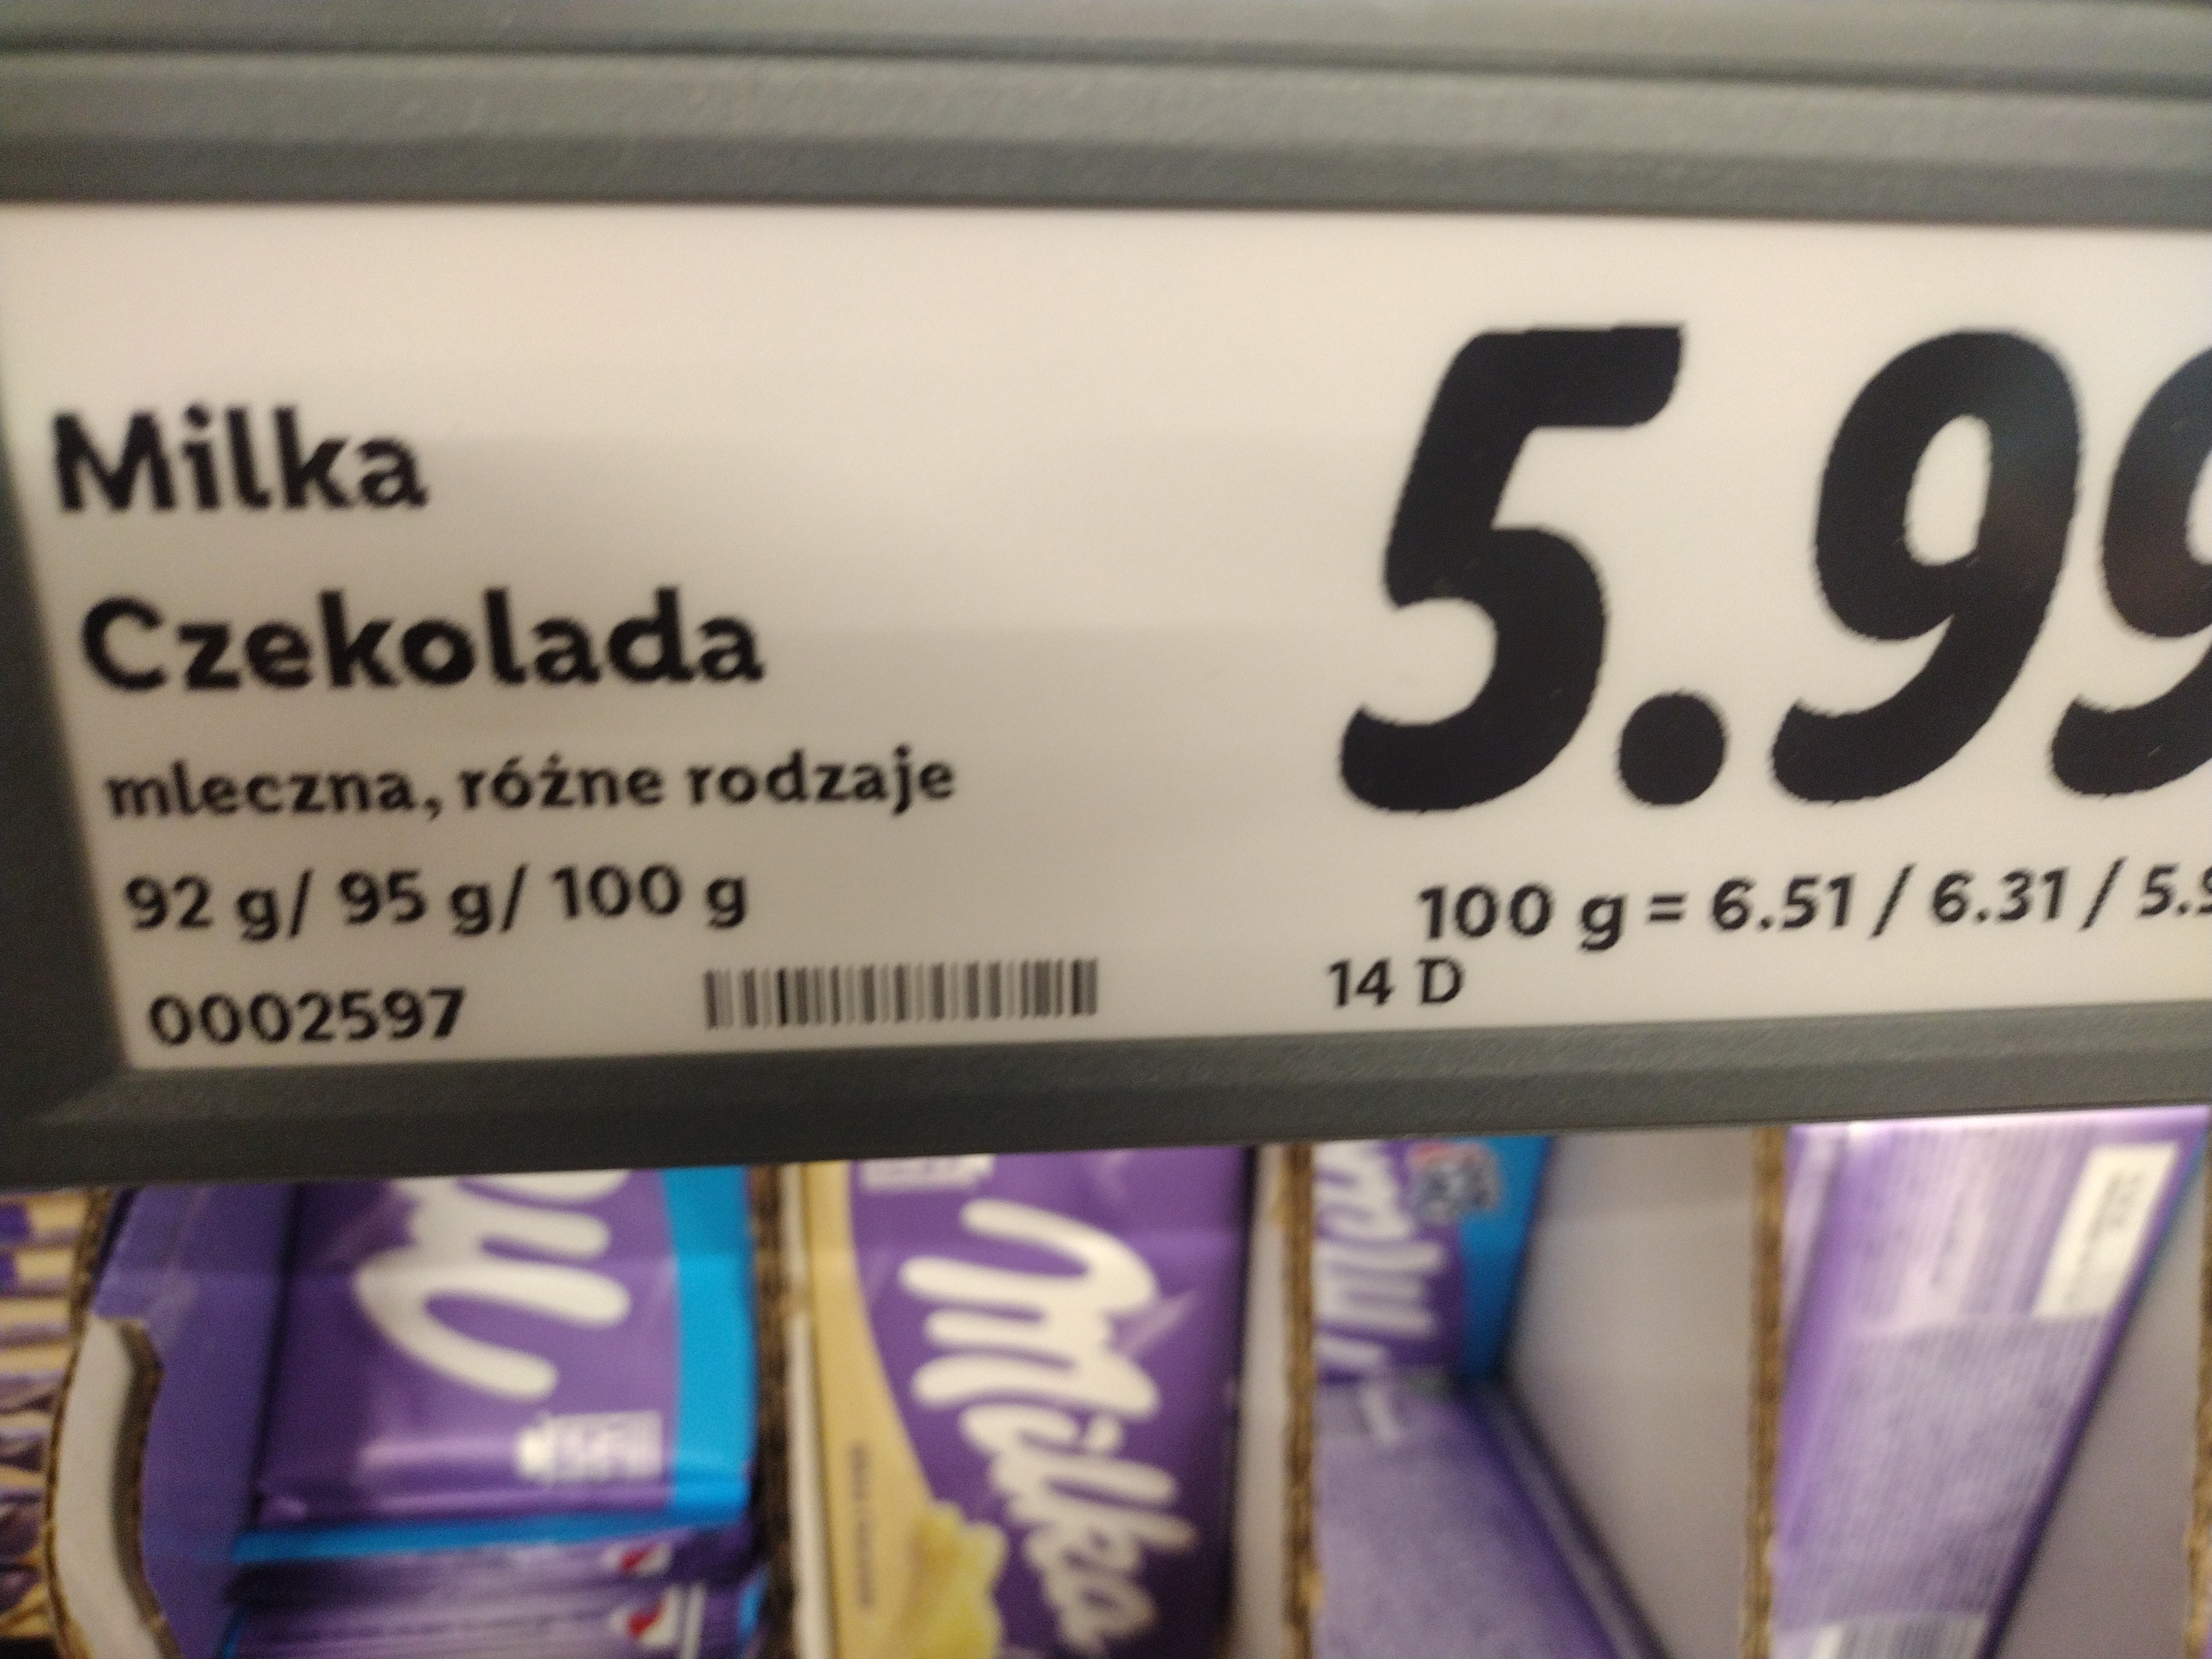 Milka
Czekolada
mleczna, różne rodzaje
92 g/ 95 g/ 100 g
0002597
5.99
100 g = 6.51 / 6.31 / 5.9
14 D
Milka